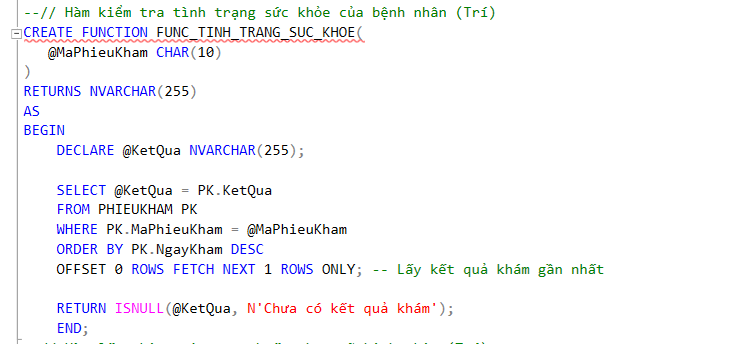 --// Hàm kiểm tra tình trạng sức khỏe của bệnh nhân (Trí)
CREATE FUNCTION FUNC_TINH_TRANG_SUC_KHOE(
@MaPhieuKham CHAR(10)
)
RETURNS NVARCHAR(255)
AS
BEGIN
DECLARE @KetQua NVARCHAR(255);
SELECT @KetQua = PK.KetQua
FROM PHIEUKHAM PK
WHERE PK.MaPhieuKham = @MaPhieuKham
ORDER BY PK.NgayKham DESC
OFFSET 0 ROWS FETCH NEXT 1 ROWS ONLY; -- Lấy kết quả khám gần nhất
RETURN ISNULL(@KetQua, N'Chưa có kết quả khám');
END;